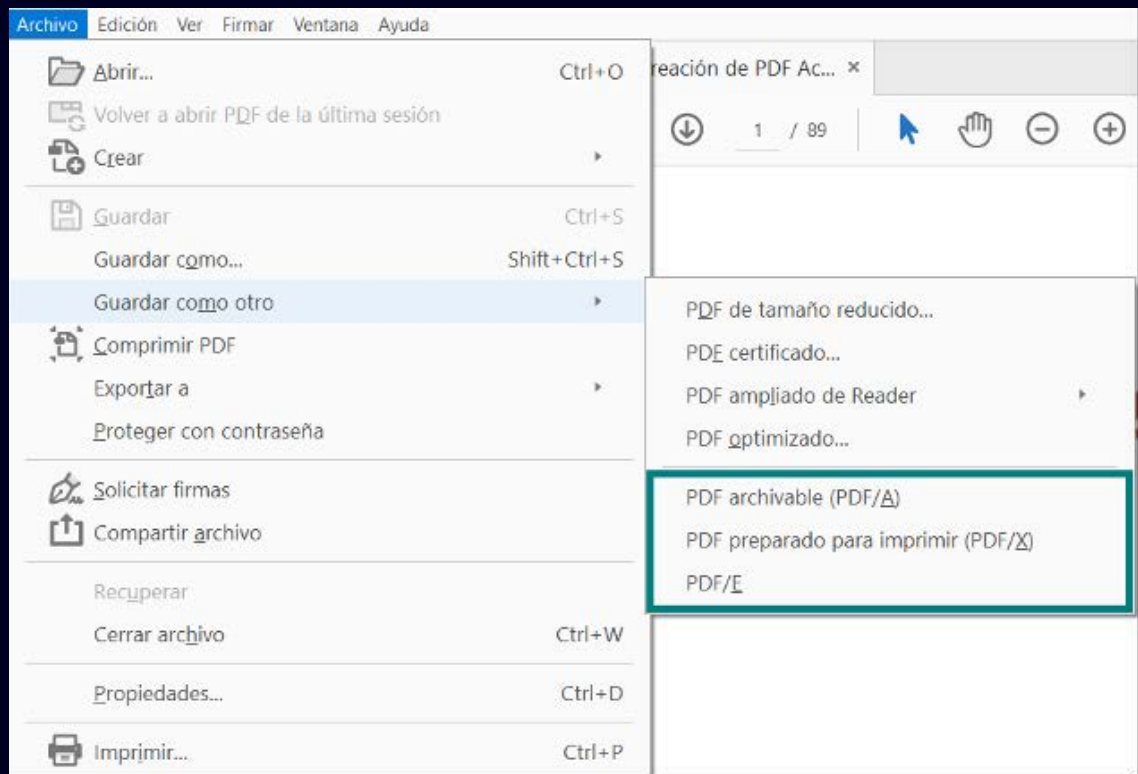 Archivo Edición Ver Firmar Ventana Ayuda
Abrir... Ctrl+O
Volver a abrir PDF de la última sesión
Crear
Guardar Ctrl+S
Guardar como... Shift+Ctrl+S
Guardar como otro
Comprimir PDF
Exportar a
Proteger con contraseña
Solicitar firmas
Compartir archivo
Recuperar
Cerrar archivo Ctrl+W
Propiedades... Ctrl+D
Imprimir... Ctrl+P
reación de PDF Ac... ×
1 / 89
PDF de tamaño reducido...
PDF certificado...
PDF ampliado de Reader
PDF optimizado...
PDF archivable (PDF/A)
PDF preparado para imprimir (PDF/X)
PDF/E